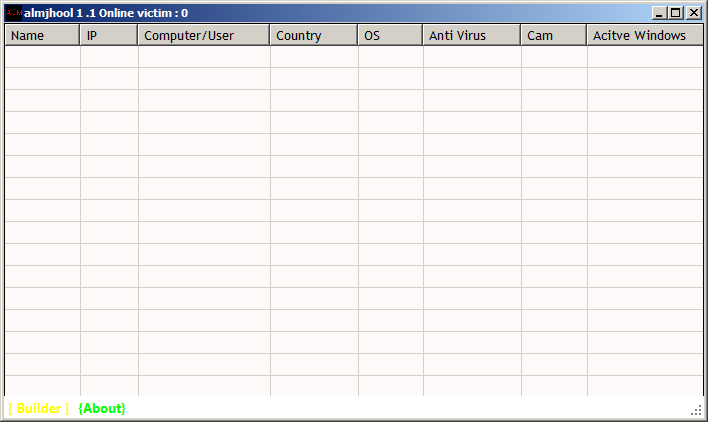 almjhool 1 .1 Online victim : 0
Name IP Computer/User Country OS Anti Virus Cam Acitve Windows
[ Builder ] {About}